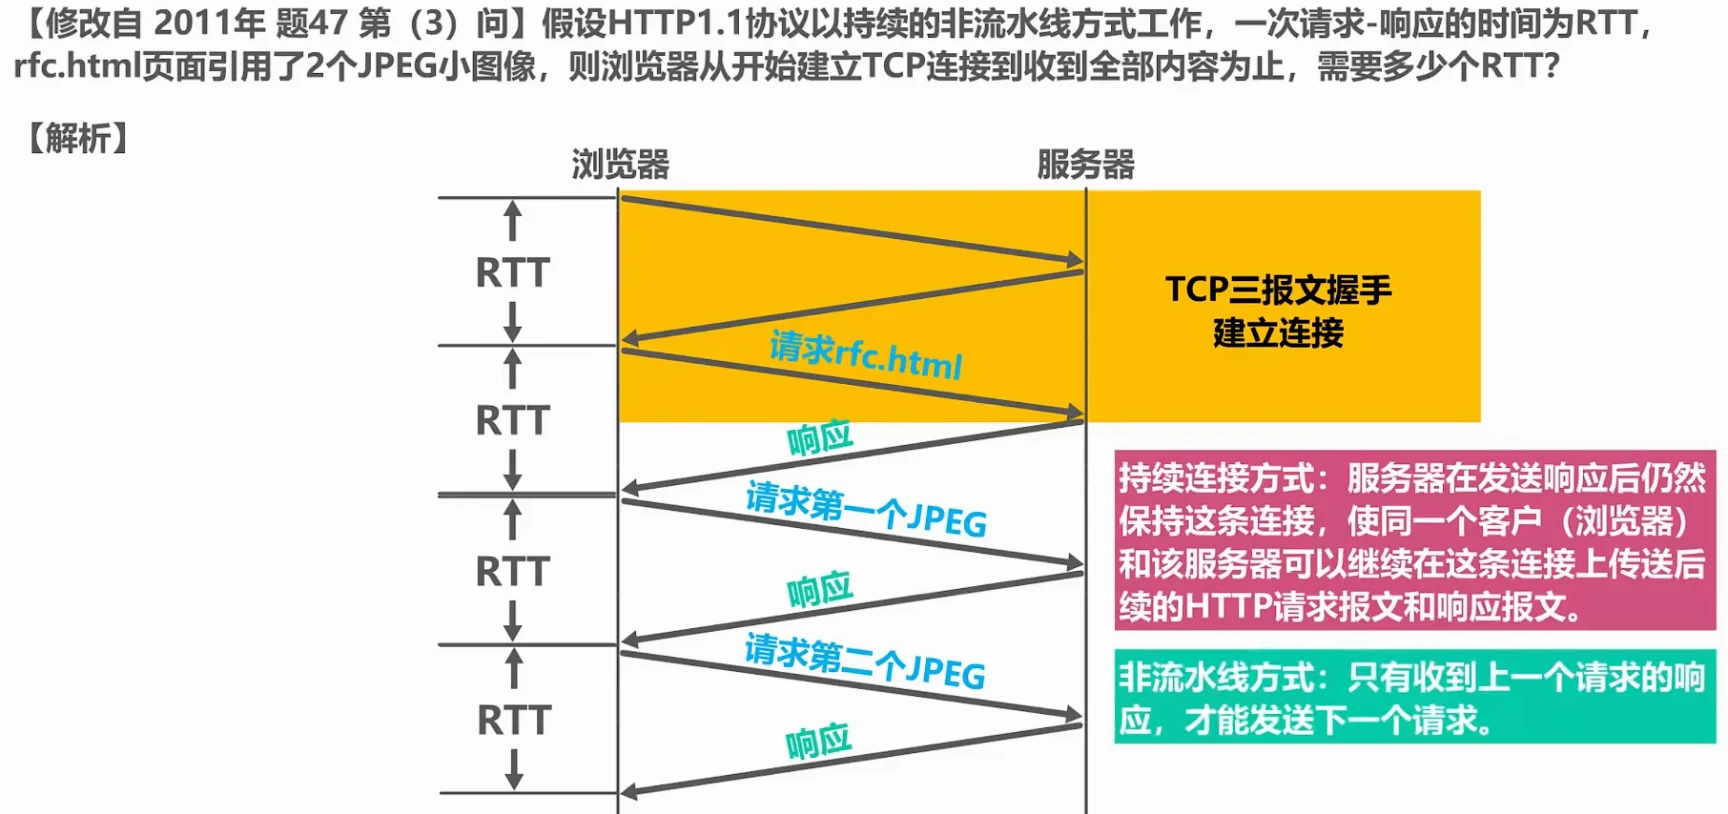 【修改自 2011年 题47 第（3）问】假设HTTP1.1协议以持续的非流水线方式工作，一次请求-响应的时间为RTT，
rfc.html页面引用了2个JPEG小图像，则浏览器从开始建立TCP连接到收到全部内容为止，需要多少个RTT？
【解析】
浏览器
服务器
RTT
TCP三报文握手
建立连接
请求rfc.html
RTT
响应
请求第一个JPEG
RTT
响应
请求第二个JPEG
RTT
响应
持续连接方式：服务器在发送响应后仍然
保持这条连接，使同一个客户（浏览器）
和该服务器可以继续在这条连接上传送后
续的HTTP请求报文和响应报文。
非流水线方式：只有收到上一个请求的响
应，才能发送下一个请求。